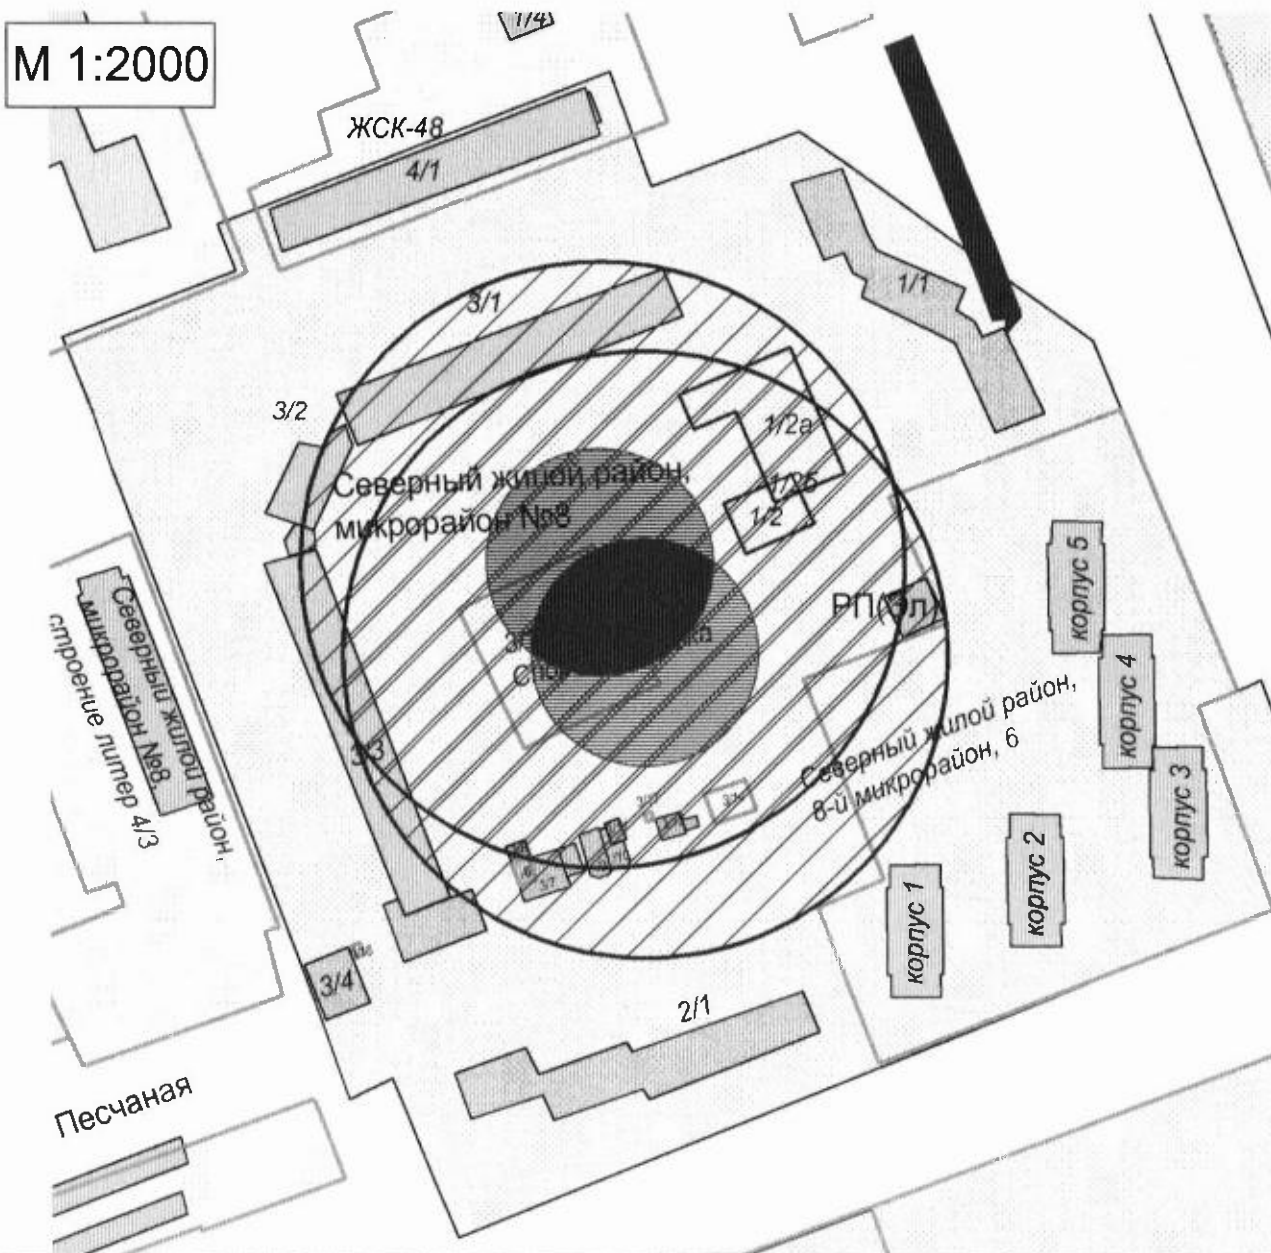 1/4
М 1:2000
ЖСК-48
4/1
1/1
3/1
3/2
1/2а
1/2б
1/2
Северный жилой район,
микрорайон №8
РП(Эл)
корпус 5
корпус 4
корпус 3
корпус 2
корпус 1
Северный жилой район,
микрорайон №8,
строение литер 4/3
Северный жилой район,
8-й микрорайон, 6
3/3
3/7
3/4
2/1
Песчаная